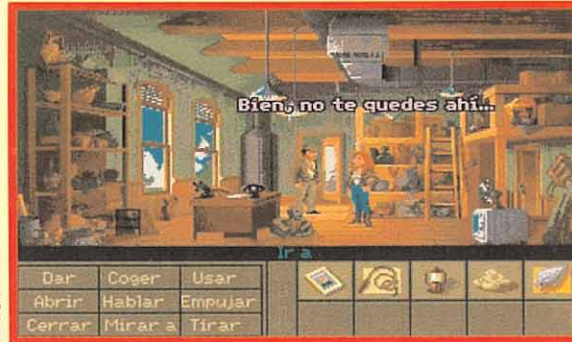 Bien, no te quedes ahí...
Ir a
Dar Coger Usar
Abrir Hablar Empujar
Cerrar Mirar a Tirar